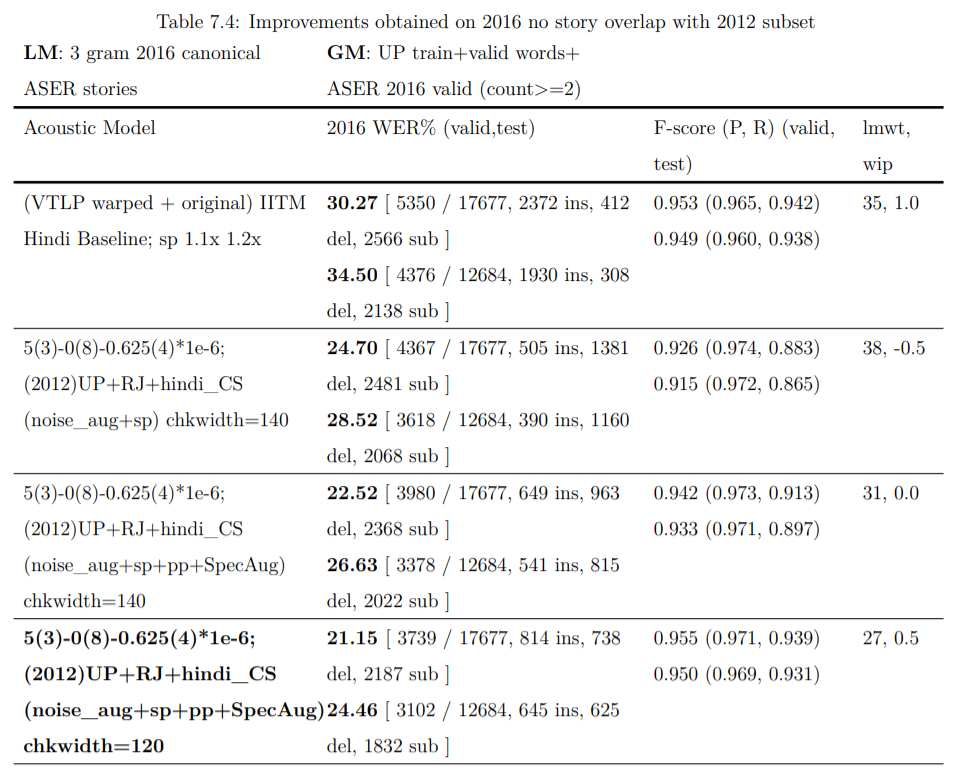 Table 7.4: Improvements obtained on 2016 no story overlap with 2012 subset
LM: 3 gram 2016 canonical GM: UP train+valid words+
ASER stories ASER 2016 valid (count>=2)
Acoustic Model 2016 WER% (valid,test) F-score (P, R) (valid, lmwt,
test) wip
(VTLP warped + original) IITM 30.27 [ 5350 / 17677, 2372 ins, 412 0.953 (0.965, 0.942) 35, 1.0
Hindi Baseline; sp 1.1x 1.2x del, 2566 sub ] 0.949 (0.960, 0.938)
34.50 [ 4376 / 12684, 1930 ins, 308
del, 2138 sub ]
5(3)-0(8)-0.625(4)*1e-6; 24.70 [ 4367 / 17677, 505 ins, 1381 0.926 (0.974, 0.883) 38, -0.5
(2012)UP+RJ+hindi_CS del, 2481 sub ] 0.915 (0.972, 0.865)
(noise_aug+sp) chkwidth=140 28.52 [ 3618 / 12684, 390 ins, 1160
del, 2068 sub ]
5(3)-0(8)-0.625(4)*1e-6; 22.52 [ 3980 / 17677, 649 ins, 963 0.942 (0.973, 0.913) 31, 0.0
(2012)UP+RJ+hindi_CS del, 2368 sub ] 0.933 (0.971, 0.897)
(noise_aug+sp+pp+SpecAug) 26.63 [ 3378 / 12684, 541 ins, 815
chkwidth=140 del, 2022 sub ]
5(3)-0(8)-0.625(4)*1e-6; 21.15 [ 3739 / 17677, 814 ins, 738 0.955 (0.971, 0.939) 27, 0.5
(2012)UP+RJ+hindi_CS del, 2187 sub ] 0.950 (0.969, 0.931)
(noise_aug+sp+pp+SpecAug) 24.46 [ 3102 / 12684, 645 ins, 625
chkwidth=120 del, 1832 sub ]